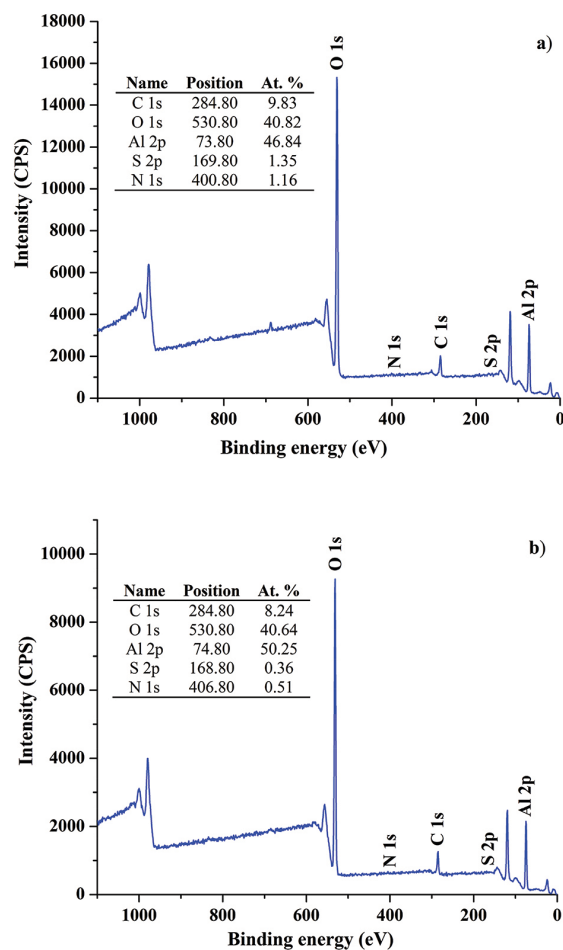 a)
18000
16000
14000
12000
10000
8000
6000
4000
2000
0
Intensity (CPS)
Name Position At. %
C 1s 284.80 9.83
O 1s 530.80 40.82
Al 2p 73.80 46.84
S 2p 169.80 1.35
N 1s 400.80 1.16
O 1s
N 1s
C 1s
S 2p
Al 2p
1000 800 600 400 200 0
Binding energy (eV)
b)
10000
8000
6000
4000
2000
0
Intensity (CPS)
Name Position At. %
C 1s 284.80 8.24
O 1s 530.80 40.64
Al 2p 74.80 50.25
S 2p 168.80 0.36
N 1s 406.80 0.51
O 1s
N 1s
C 1s
S 2p
Al 2p
1000 800 600 400 200 0
Binding energy (eV)